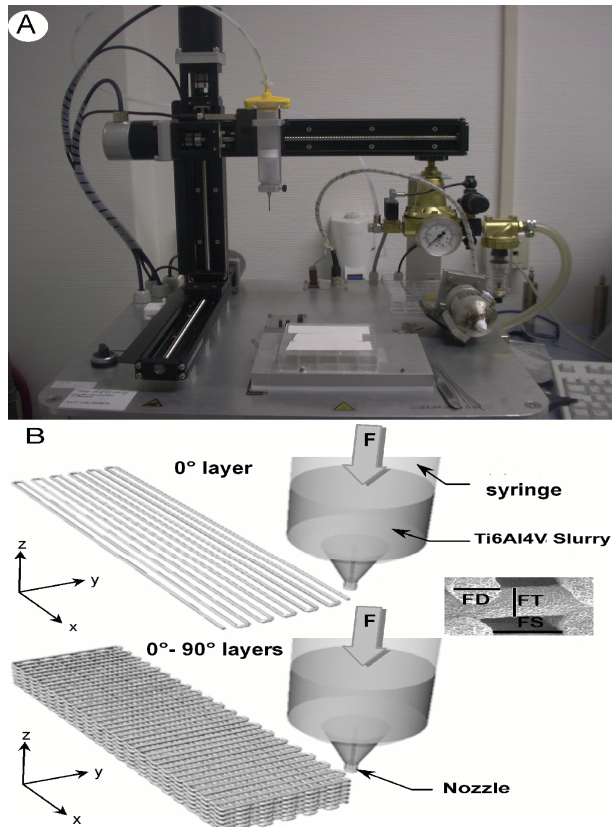 A
B
F
0° layer
syringe
Ti6Al4V Slurry
z
y
x
FD
FT
FS
F
0°- 90° layers
z
y
x
Nozzle